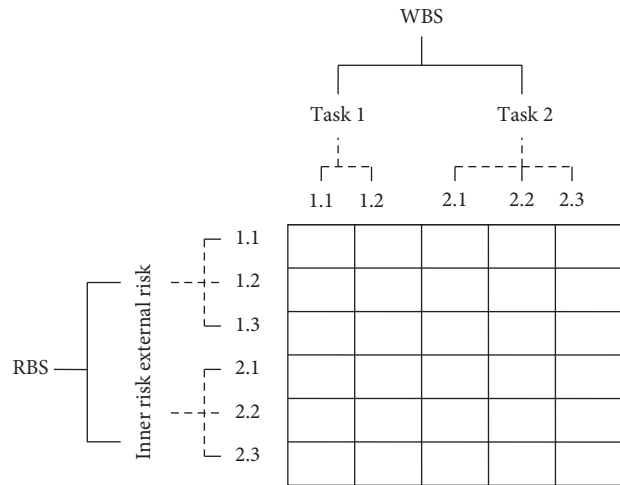 WBS
Task 1 Task 2
1.1 1.2 2.1 2.2 2.3
1.1
1.2
1.3
RBS
Inner risk external risk
2.1
2.2
2.3